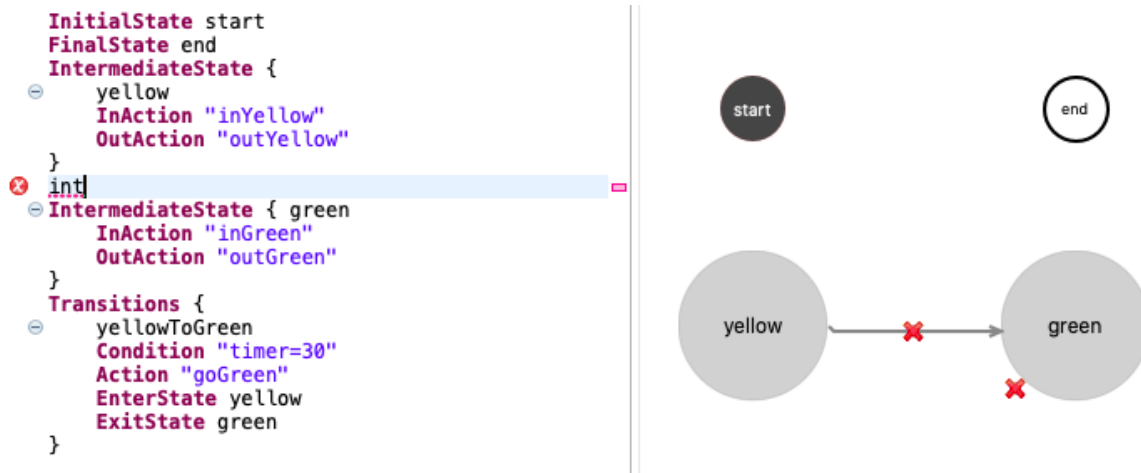 InitialState start
FinalState end
IntermediateState {
yellow
InAction "inYellow"
OutAction "outYellow"
}
int
IntermediateState { green
InAction "inGreen"
OutAction "outGreen"
}
Transitions {
yellowToGreen
Condition "timer=30"
Action "goGreen"
EnterState yellow
ExitState green
}
start
end
yellow
green